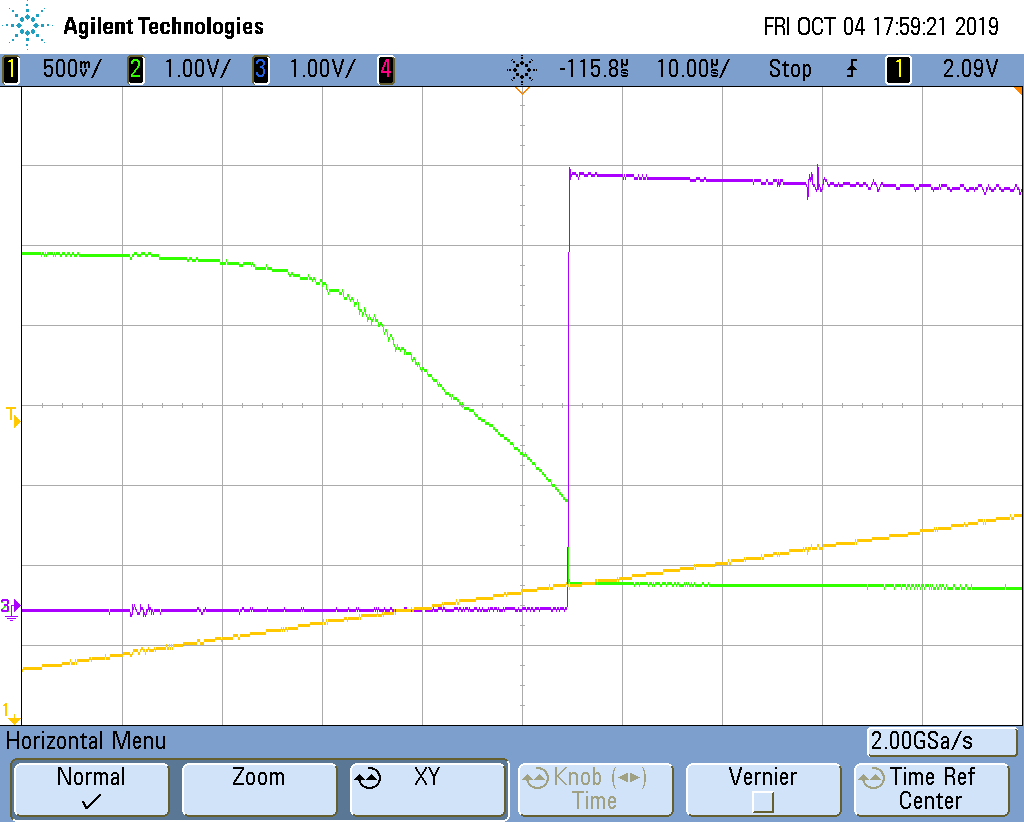 Agilent Technologies
FRI OCT 04 17:59:21 2019
1 500mV/ 2 1.00V/ 3 1.00V/ 4 -115.8µs 10.00µs/ Stop 1 2.09V
T
3
1
Horizontal Menu
2.00GSa/s
Normal
Zoom
XY
Knob (◄►)
Time
Vernier
Time Ref
Center